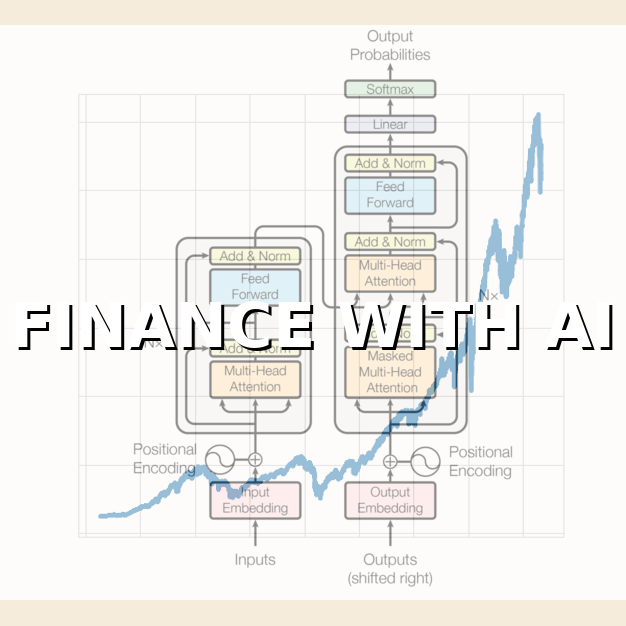 Output
Probabilities
Softmax
Linear
Add & Norm
Feed
Forward
Add & Norm
Multi-Head
Attention
N×
Add & Norm
Feed
Forward
FINANCE WITH AI
Add & Norm
Multi-Head
Attention
Masked
Multi-Head
Attention
Positional
Encoding
Positional
Encoding
Input
Embedding
Output
Embedding
Inputs
Outputs
(shifted right)